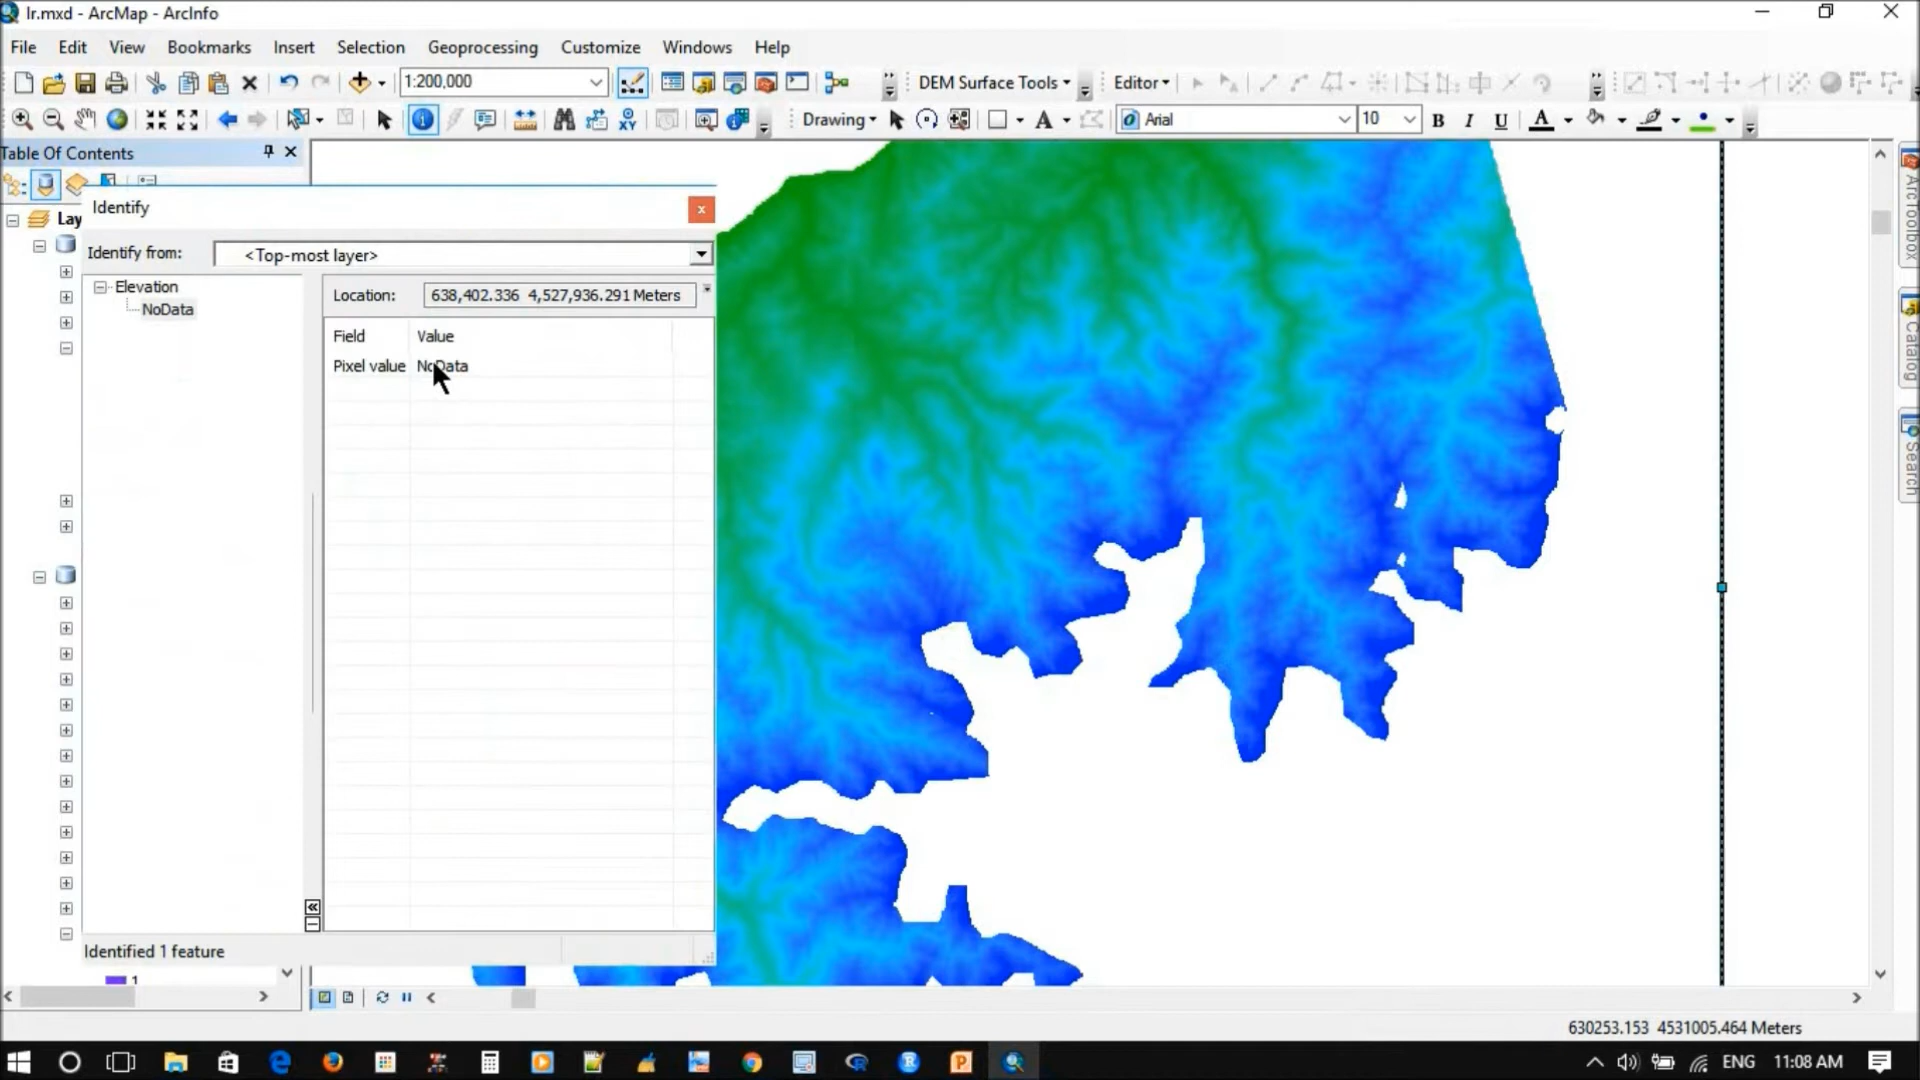 lr.mxd - ArcMap - ArcInfo
File Edit View Bookmarks Insert Selection Geoprocessing Customize Windows Help
1:200,000 DEM Surface Tools Editor
Drawing A Arial 10 B I U A
Table Of Contents
Identify
Lay
Identify from: <Top-most layer>
Elevation
NoData
Location: 638,402.336 4,527,936.291 Meters
Field Value
Pixel value NoData
Identified 1 feature
1
ArcToolbox
Catalog
Search
630253.153 4531005.464 Meters
ENG 11:08 AM